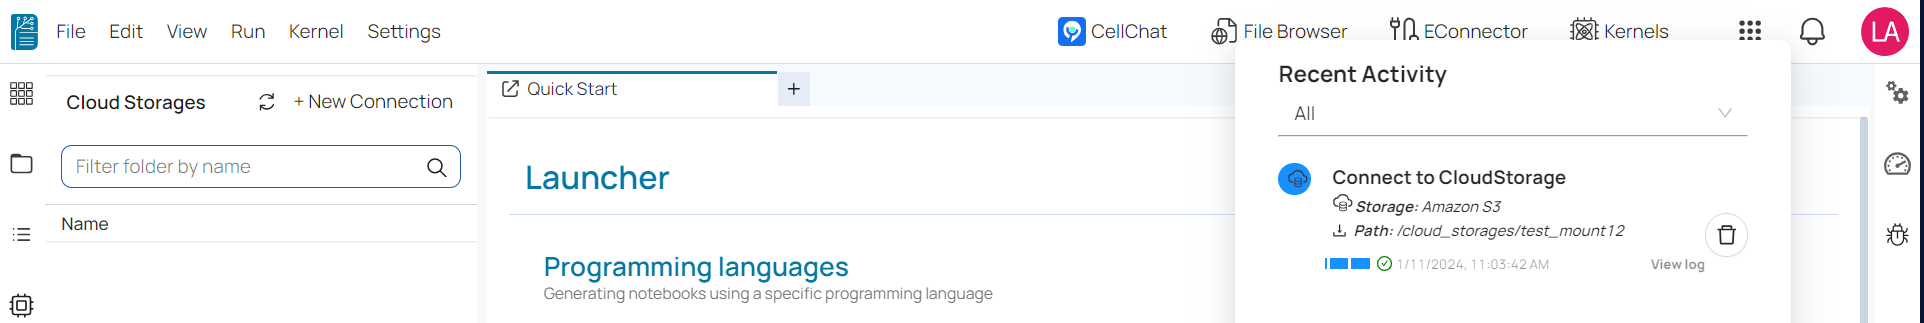 File Edit View Run Kernel Settings CellChat File Browser EConnector Kernels LA
Cloud Storages + New Connection
Filter folder by name
Name
Quick Start +
Launcher
Programming languages
Generating notebooks using a specific programming language
Recent Activity
All
Connect to CloudStorage
Storage: Amazon S3
Path: /cloud_storages/test_mount12
1/11/2024, 11:03:42 AM View log